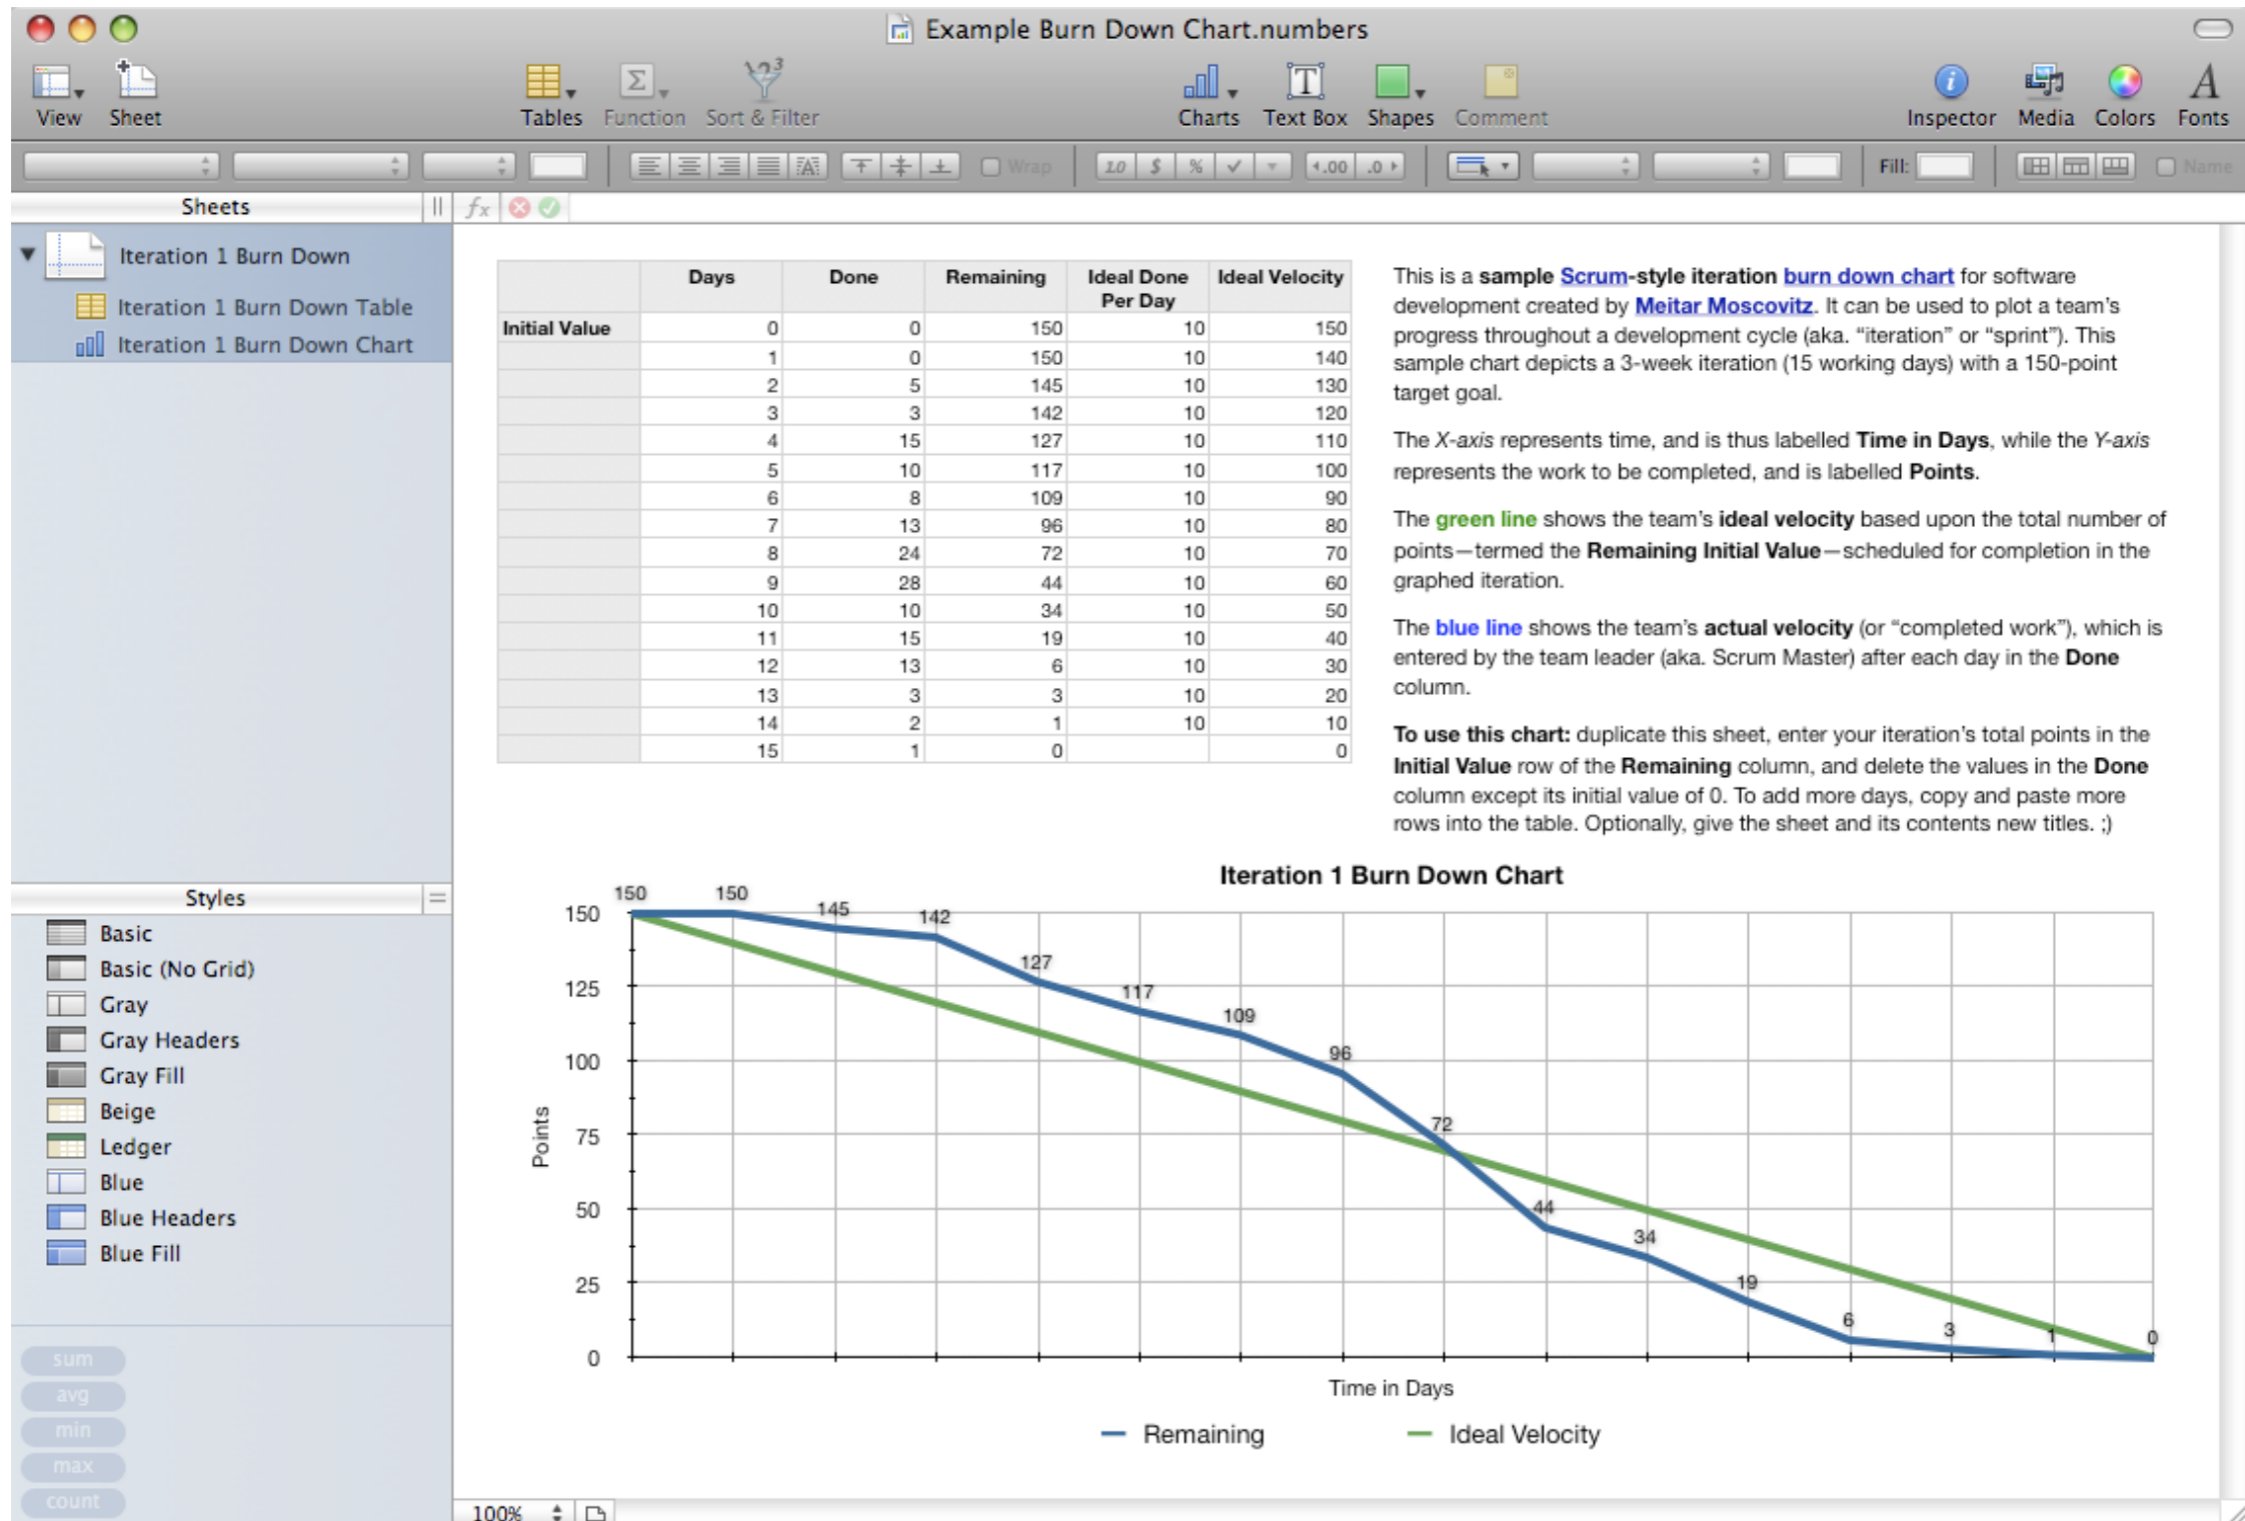 Example Burn Down Chart.numbers
View Sheet Tables Function Sort & Filter Charts Text Box Shapes Comment Inspector Media Colors Fonts
Wrap 1.0 $ % .00 .0 Fill: Name
Sheets fx
Iteration 1 Burn Down
Iteration 1 Burn Down Table
Iteration 1 Burn Down Chart
Styles
Basic
Basic (No Grid)
Gray
Gray Headers
Gray Fill
Beige
Ledger
Blue
Blue Headers
Blue Fill
sum
avg
min
max
count
Days Done Remaining Ideal Done Per Day Ideal Velocity
Initial Value 0 0 150 10 150
1 0 150 10 140
2 5 145 10 130
3 3 142 10 120
4 15 127 10 110
5 10 117 10 100
6 8 109 10 90
7 13 96 10 80
8 24 72 10 70
9 28 44 10 60
10 10 34 10 50
11 15 19 10 40
12 13 6 10 30
13 3 3 10 20
14 2 1 10 10
15 1 0 0
This is a sample Scrum-style iteration burn down chart for software
development created by Meitar Moscovitz. It can be used to plot a team's
progress throughout a development cycle (aka. “iteration” or “sprint”). This
sample chart depicts a 3-week iteration (15 working days) with a 150-point
target goal.
The X-axis represents time, and is thus labelled Time in Days, while the Y-axis
represents the work to be completed, and is labelled Points.
The green line shows the team's ideal velocity based upon the total number of
points—termed the Remaining Initial Value—scheduled for completion in the
graphed iteration.
The blue line shows the team's actual velocity (or “completed work”), which is
entered by the team leader (aka. Scrum Master) after each day in the Done
column.
To use this chart: duplicate this sheet, enter your iteration's total points in the
Initial Value row of the Remaining column, and delete the values in the Done
column except its initial value of 0. To add more days, copy and paste more
rows into the table. Optionally, give the sheet and its contents new titles. ;)
Iteration 1 Burn Down Chart
150 150 145 142 127 117 109 96 72 44 34 19 6 3 1 0
150
125
100
75
50
25
0
Points
Time in Days
Remaining Ideal Velocity
100%